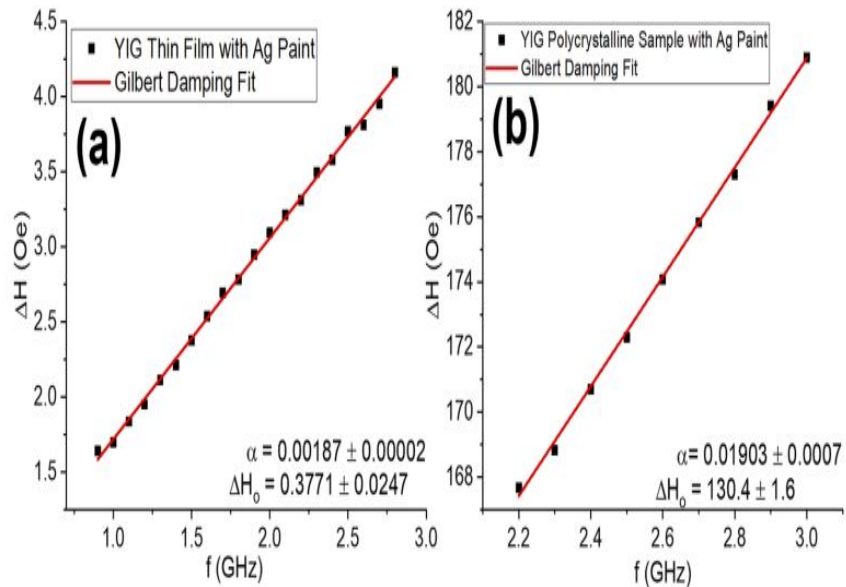 YIG Thin Film with Ag Paint
Gilbert Damping Fit
(a)
4.5
4.0
3.5
3.0
2.5
2.0
1.5
ΔH (Oe)
α = 0.00187 ± 0.00002
ΔHo = 0.3771 ± 0.0247
1.0 1.5 2.0 2.5 3.0
f (GHz)
YIG Polycrystalline Sample with Ag Paint
Gilbert Damping Fit
(b)
182
180
178
176
174
172
170
168
ΔH (Oe)
α= 0.01903 ± 0.0007
ΔHo = 130.4 ± 1.6
2.2 2.4 2.6 2.8 3.0
f (GHz)